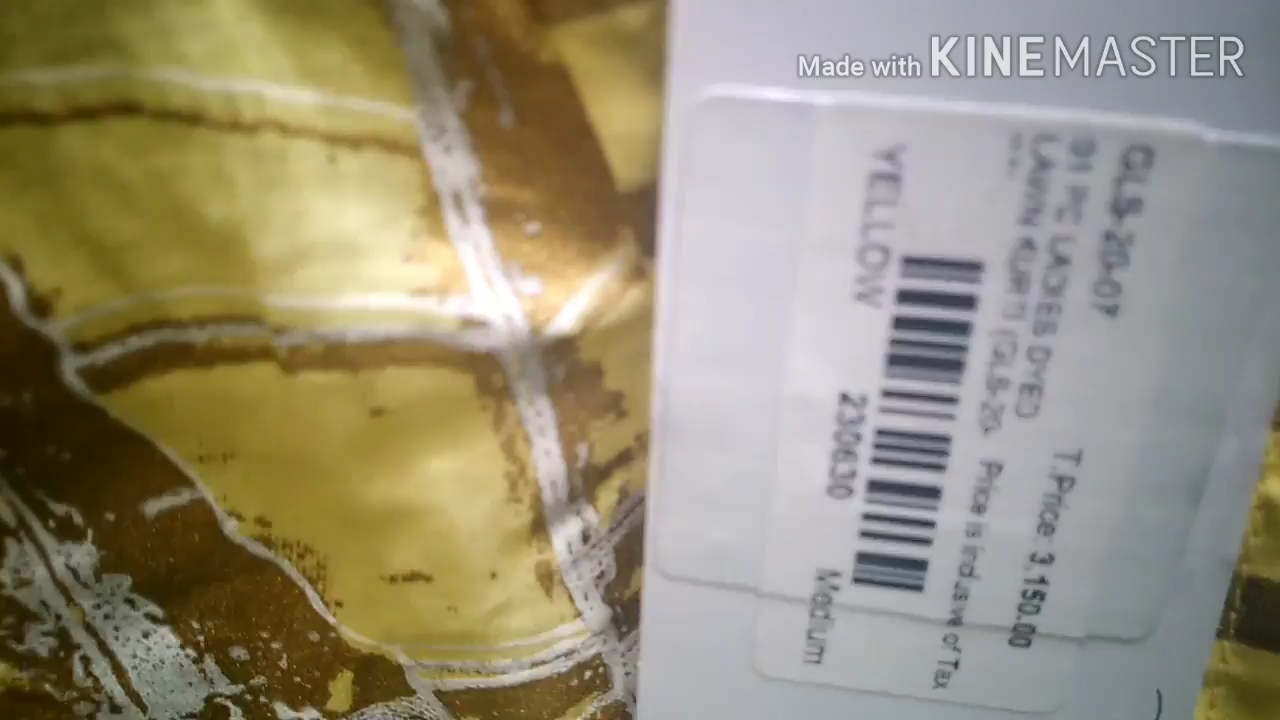 Made with KINEMASTER
GLS-20-07
01 PC LADIES DYED
LAWN KURTI (GLS-20
T.Price: 3,150.00
Price is inclusive of Tax
YELLOW
230630
Medium